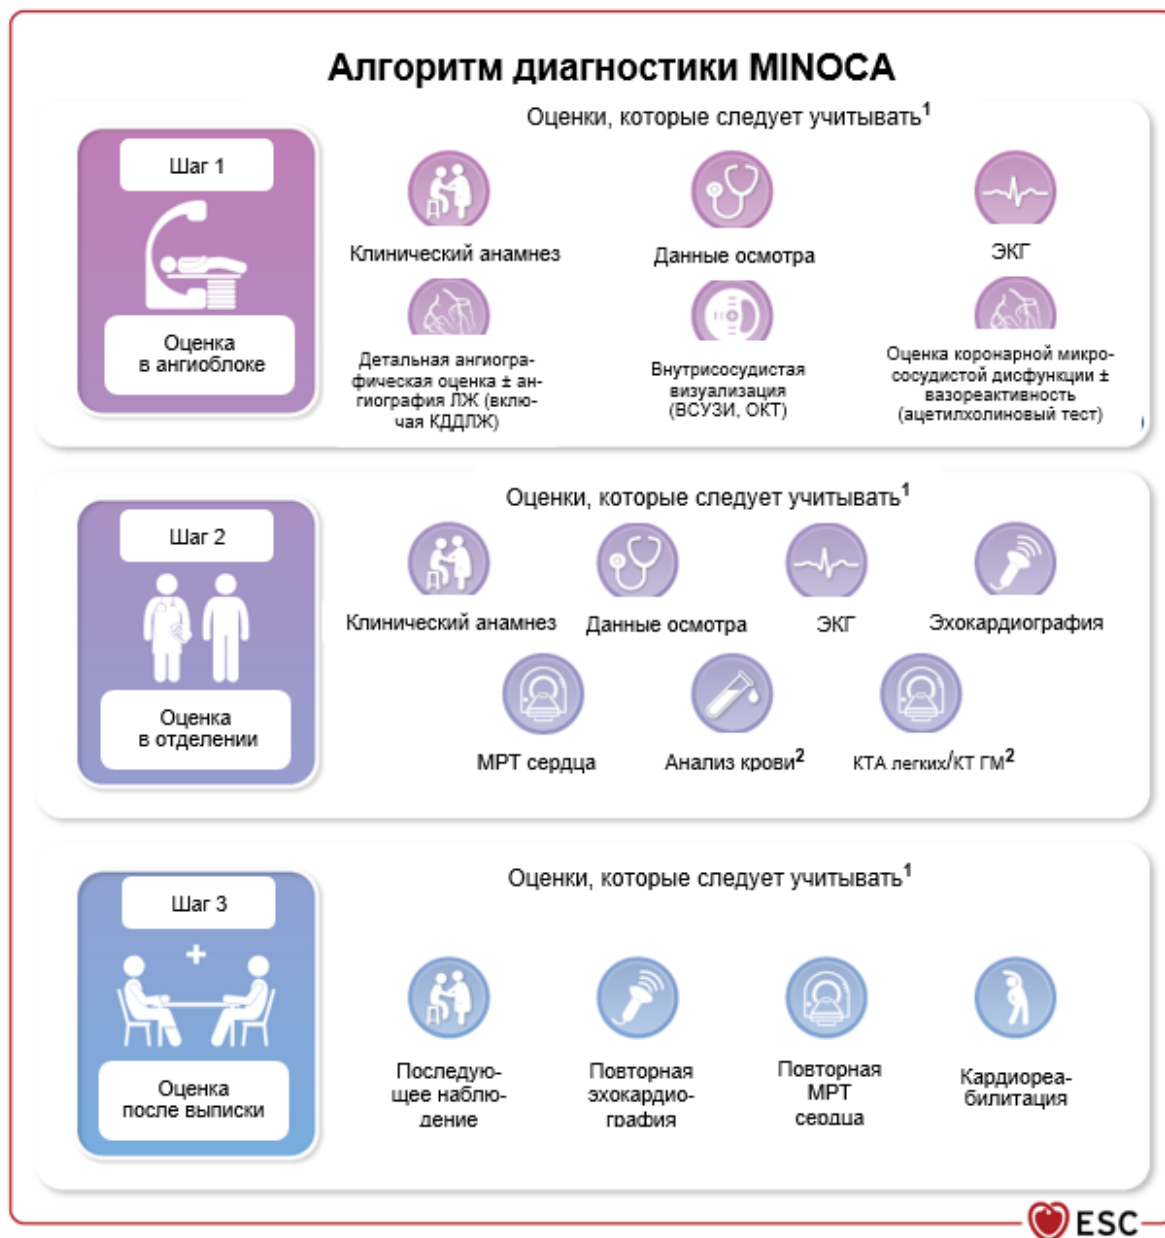 Алгоритм диагностики MINOCA
Оценки, которые следует учитывать1
Шаг 1
Оценка
в ангиоблоке
Клинический анамнез
Данные осмотра
ЭКГ
Детальная ангиогра-
фическая оценка ± ан-
гиография ЛЖ (вклю-
чая КДДЛЖ)
Внутрисосудистая
визуализация
(ВСУЗИ, ОКТ)
Оценка коронарной микро-
сосудистой дисфункции ±
вазореактивность
(ацетилхолиновый тест)
Оценки, которые следует учитывать1
Шаг 2
Оценка
в отделении
Клинический анамнез
Данные осмотра
ЭКГ
Эхокардиография
МРТ сердца
Анализ крови2
КТА легких/КТ ГМ2
Оценки, которые следует учитывать1
Шаг 3
Оценка
после выписки
Последую-
щее наблю-
дение
Повторная
эхокардио-
графия
Повторная
МРТ
сердца
Кардиореа-
билитация
ESC